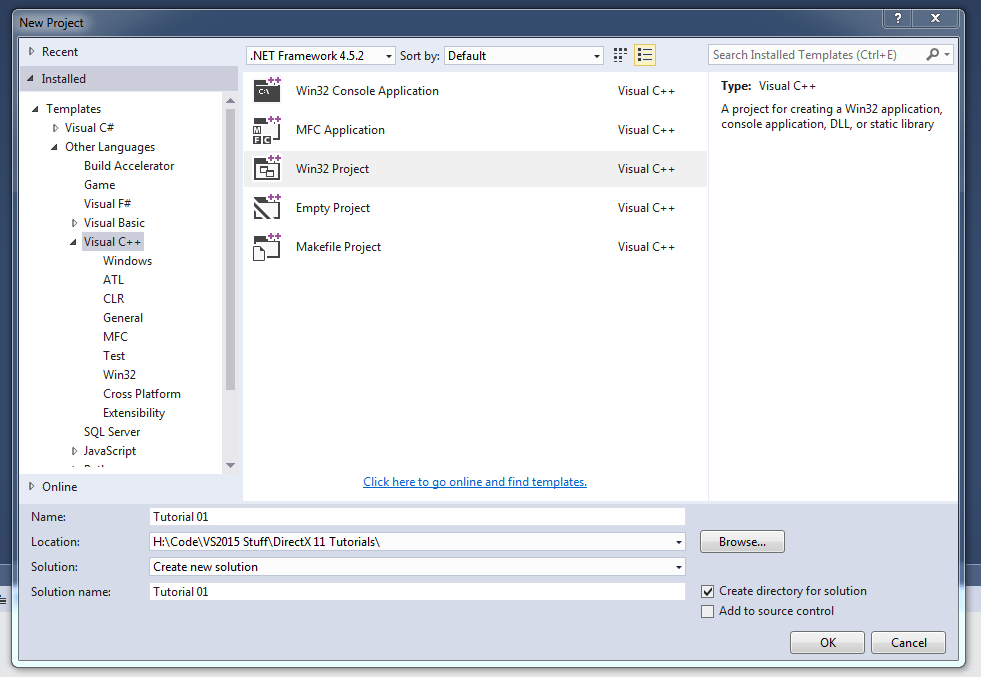 New Project
Recent
Installed
Templates
Visual C#
Other Languages
Build Accelerator
Game
Visual F#
Visual Basic
Visual C++
Windows
ATL
CLR
General
MFC
Test
Win32
Cross Platform
Extensibility
SQL Server
JavaScript
Online
.NET Framework 4.5.2 Sort by: Default
Win32 Console Application Visual C++
MFC Application Visual C++
Win32 Project Visual C++
Empty Project Visual C++
Makefile Project Visual C++
Click here to go online and find templates.
Search Installed Templates (Ctrl+E)
Type: Visual C++
A project for creating a Win32 application,
console application, DLL, or static library
Name: Tutorial 01
Location: H:\Code\VS2015 Stuff\DirectX 11 Tutorials\
Browse...
Solution: Create new solution
Solution name: Tutorial 01
Create directory for solution
Add to source control
OK Cancel